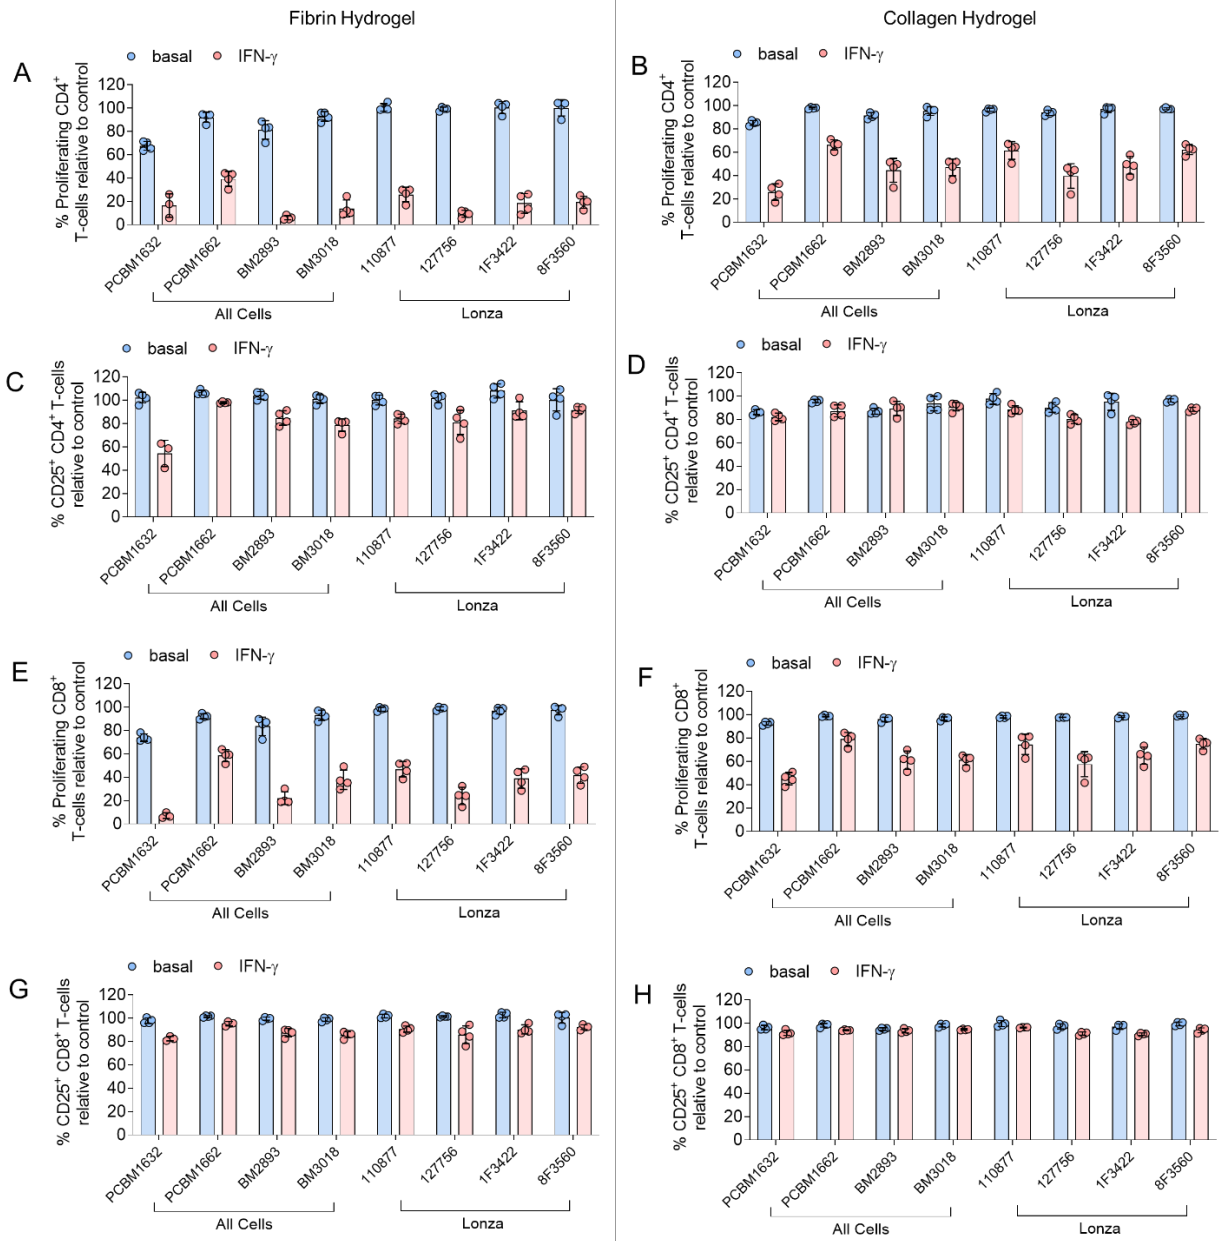 Fibrin Hydrogel
Collagen Hydrogel
A
basal IFN-γ
% Proliferating CD4⁺
T-cells relative to control
120
100
80
60
40
20
0
PCBM1632 PCBM1662 BM2893 BM3018 110877 127756 1F3422 8F3560
All Cells Lonza
B
basal IFN-γ
% Proliferating CD4⁺
T-cells relative to control
120
100
80
60
40
20
0
PCBM1632 PCBM1662 BM2893 BM3018 110877 127756 1F3422 8F3560
All Cells Lonza
C
basal IFN-γ
% CD25⁺ CD4⁺ T-cells
relative to control
120
100
80
60
40
20
0
PCBM1632 PCBM1662 BM2893 BM3018 110877 127756 1F3422 8F3560
All Cells Lonza
D
basal IFN-γ
% CD25⁺ CD4⁺ T-cells
relative to control
120
100
80
60
40
20
0
PCBM1632 PCBM1662 BM2893 BM3018 110877 127756 1F3422 8F3560
All Cells Lonza
E
basal IFN-γ
% Proliferating CD8⁺
T-cells relative to control
120
100
80
60
40
20
0
PCBM1632 PCBM1662 BM2893 BM3018 110877 127756 1F3422 8F3560
All Cells Lonza
F
basal IFN-γ
% Proliferating CD8⁺
T-cells relative to control
120
100
80
60
40
20
0
PCBM1632 PCBM1662 BM2893 BM3018 110877 127756 1F3422 8F3560
All Cells Lonza
G
basal IFN-γ
% CD25⁺ CD8⁺ T-cells
relative to control
120
100
80
60
40
20
0
PCBM1632 PCBM1662 BM2893 BM3018 110877 127756 1F3422 8F3560
All Cells Lonza
H
basal IFN-γ
% CD25⁺ CD8⁺ T-cells
relative to control
120
100
80
60
40
20
0
PCBM1632 PCBM1662 BM2893 BM3018 110877 127756 1F3422 8F3560
All Cells Lonza